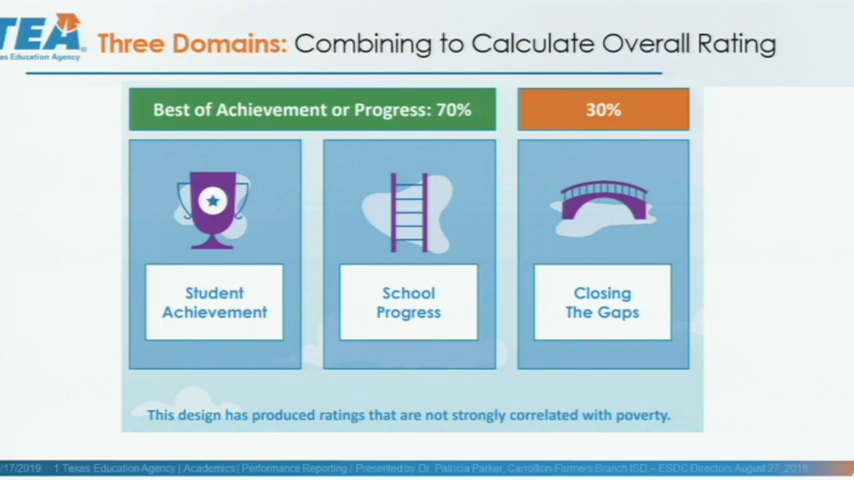 TEA
as Education Agency
Three Domains: Combining to Calculate Overall Rating
Best of Achievement or Progress: 70%
30%
Student
Achievement
School
Progress
Closing
The Gaps
This design has produced ratings that are not strongly correlated with poverty.
/17/2019 1 Texas Education Agency | Academics | Performance Reporting | Presented by Dr. Patricia Parker, Carrollton-Farmers Branch ISD – ESDC Directors August 27, 2018